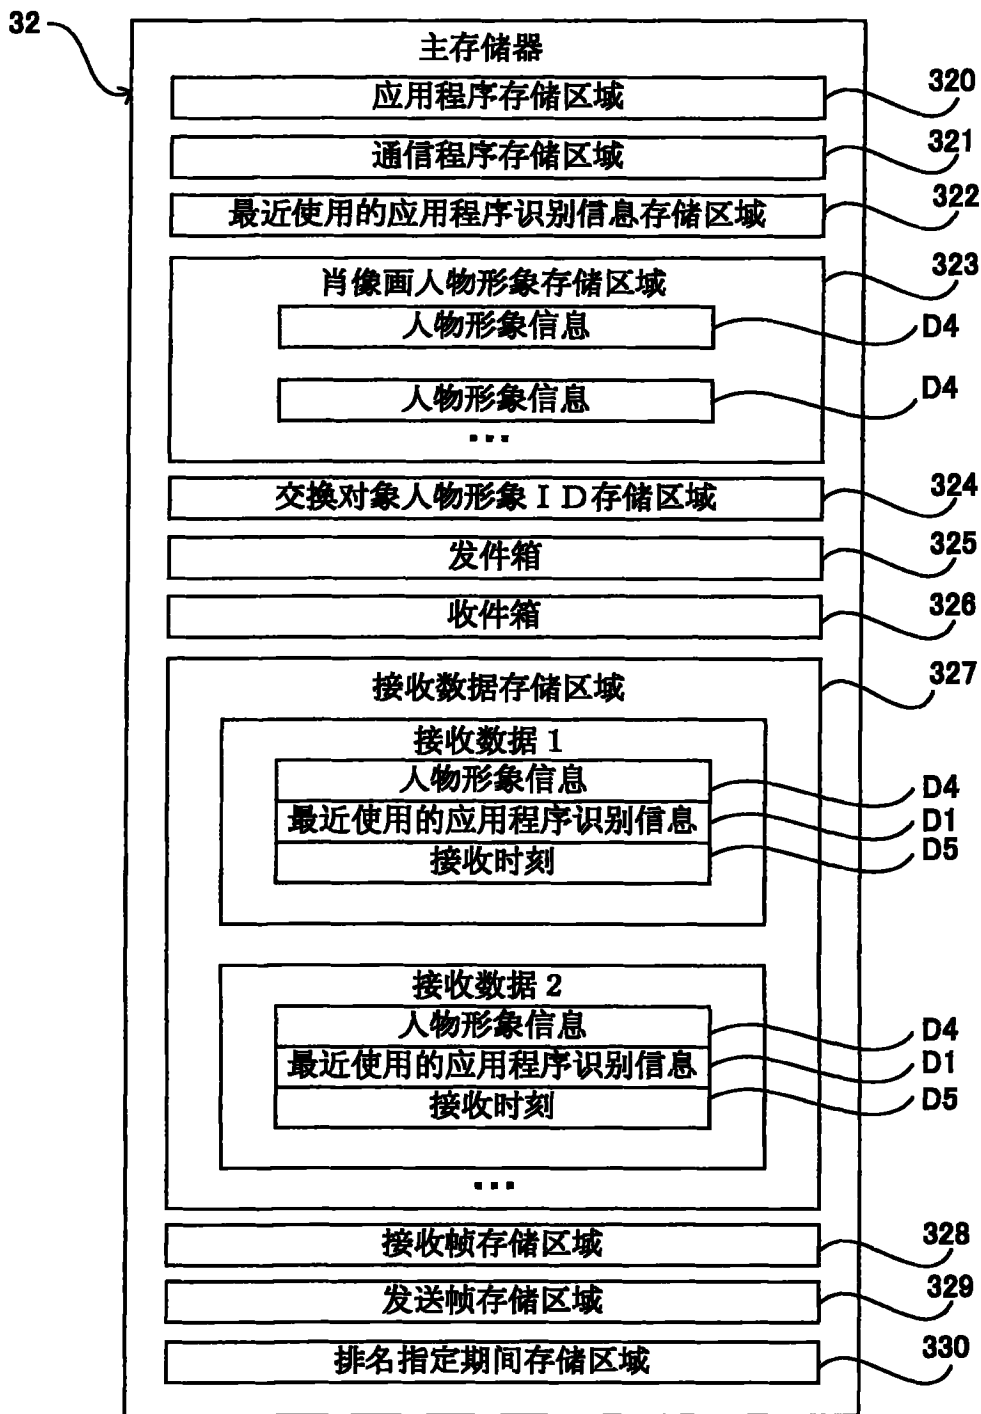 32
主存储器
应用程序存储区域 320
通信程序存储区域 321
最近使用的应用程序识别信息存储区域 322
肖像画人物形象存储区域 323
人物形象信息 D4
人物形象信息 D4
...
交换对象人物形象ID存储区域 324
发件箱 325
收件箱 326
接收数据存储区域 327
接收数据1
人物形象信息 D4
最近使用的应用程序识别信息 D1
接收时刻 D5
接收数据2
人物形象信息 D4
最近使用的应用程序识别信息 D1
接收时刻 D5
...
接收帧存储区域 328
发送帧存储区域 329
排名指定期间存储区域 330